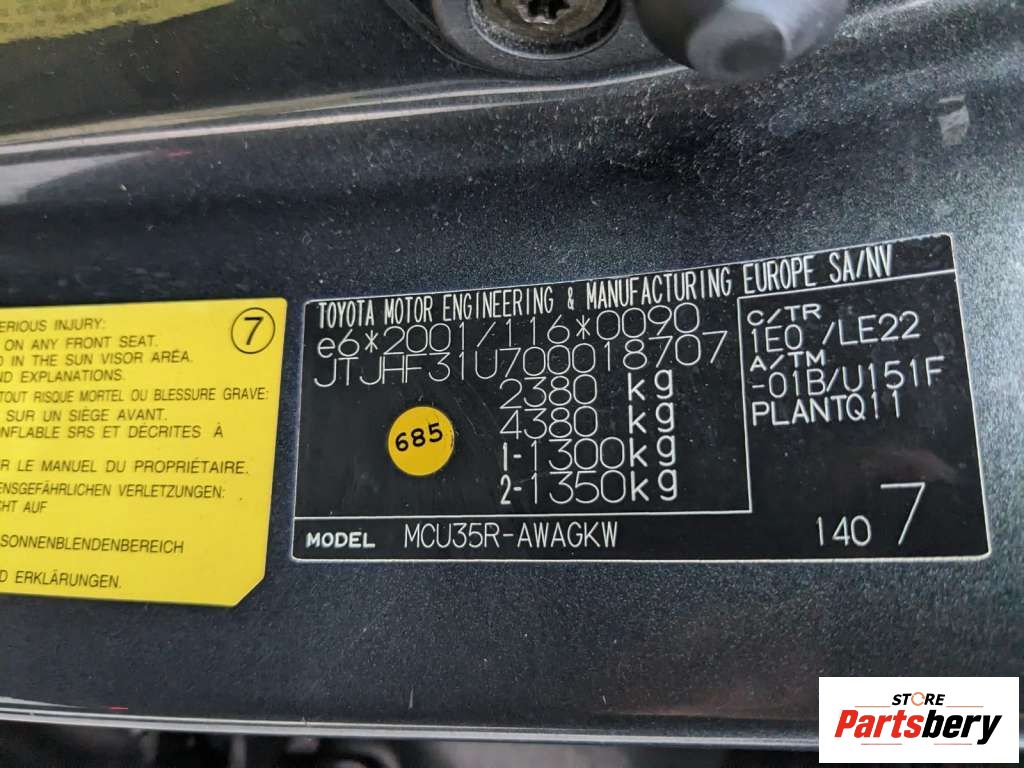 ERIOUS INJURY:
ON ANY FRONT SEAT.
D IN THE SUN VISOR AREA.
ND EXPLANATIONS.
TOUT RISQUE MORTEL OU BLESSURE GRAVE:
SUR UN SIÈGE AVANT.
NFLABLE SRS ET DÉCRITES À
R LE MANUEL DU PROPRIÉTAIRE.
ENSGEFÄHRLICHEN VERLETZUNGEN:
HT AUF
SONNENBLENDENBEREICH
D ERKLÄRUNGEN.
7
TOYOTA MOTOR ENGINEERING & MANUFACTURING EUROPE SA/NV
e6*2001/116*0090
JTJHF31U700018707
2380 kg
4380 kg
1-1300kg
2-1350kg
685
C/TR
1E0 /LE22
A/TM
-01B/U151F
PLANTQ11
MODEL MCU35R-AWAGKW
140 7
STORE
Partsbery